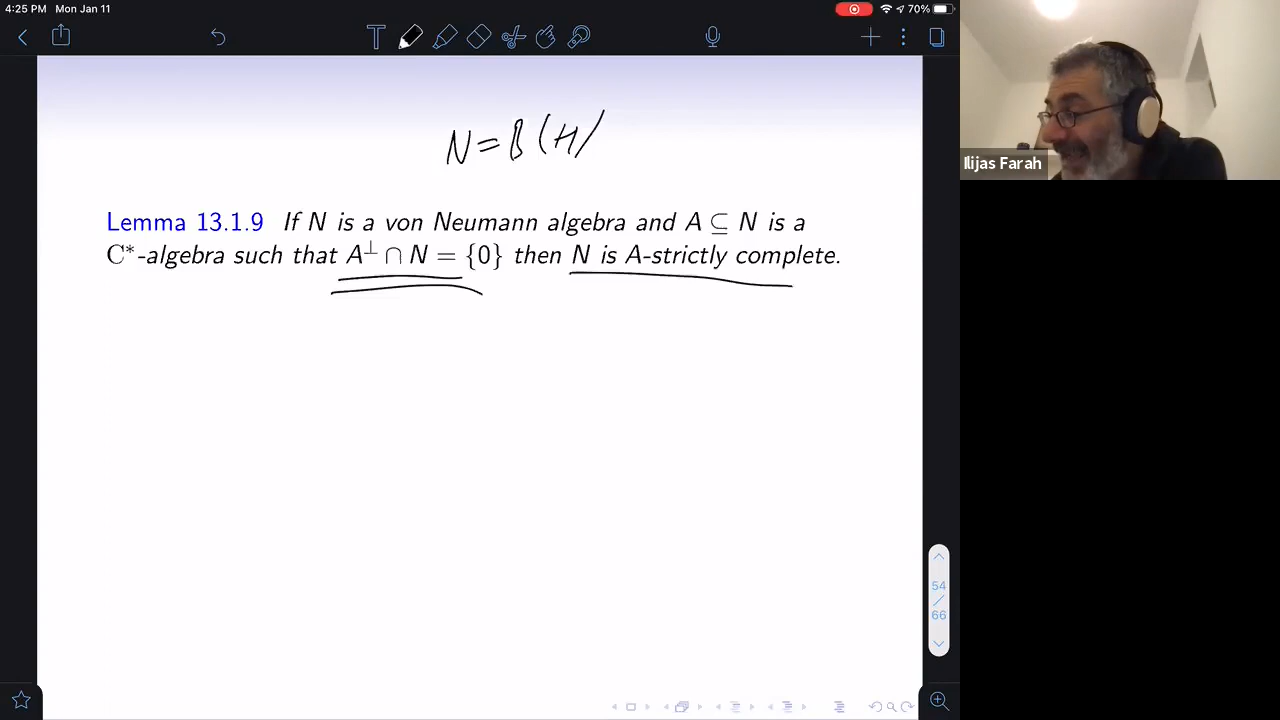 4:25 PM Mon Jan 11
70%
T
N = B(H)
Lemma 13.1.9 If N is a von Neumann algebra and A ⊆ N is a
C*-algebra such that A⊥ ∩ N = {0} then N is A-strictly complete.
Ilijas Farah
54
/
66